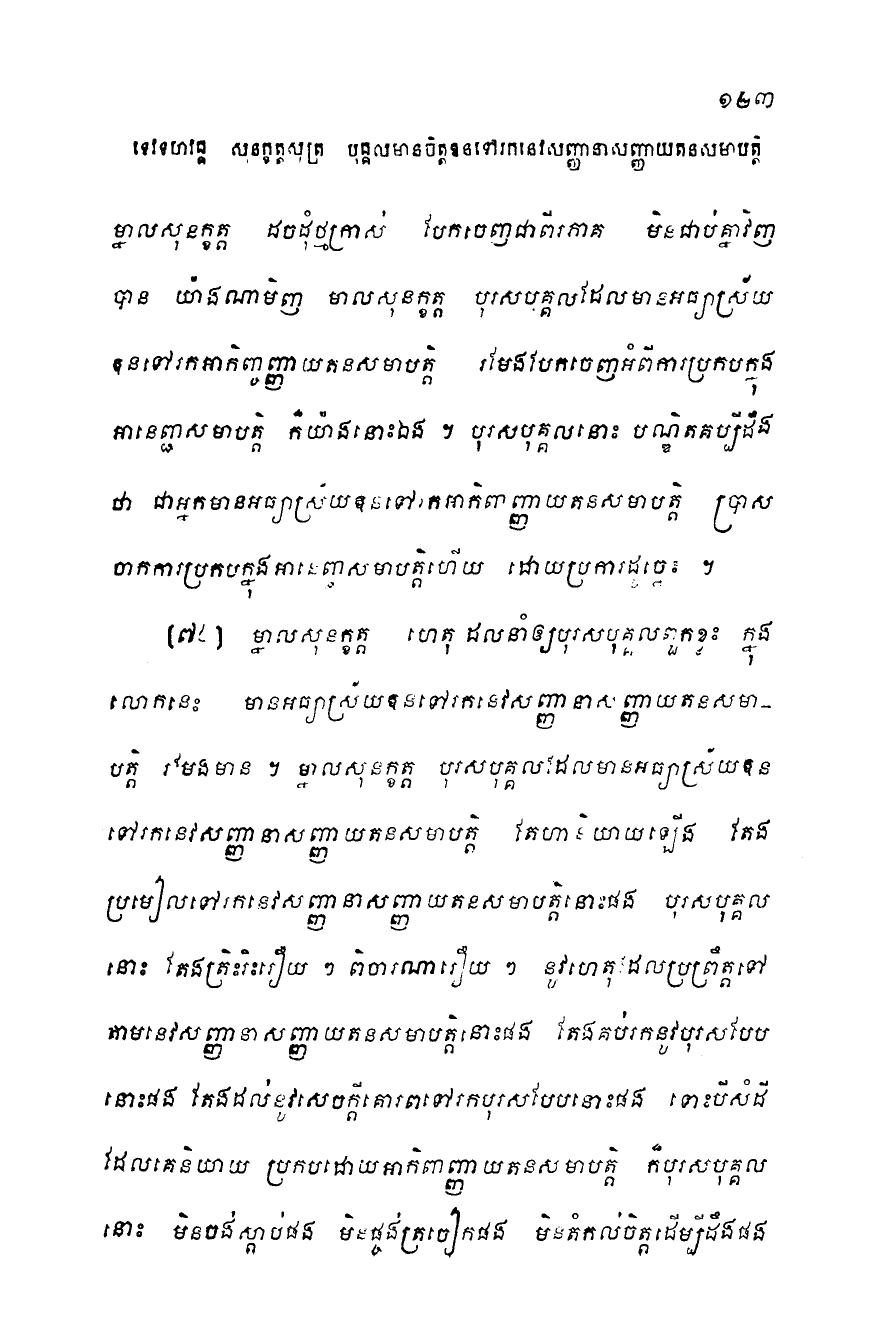 ១៤៣
ទេវទហវគ្គ សុនក្ខត្តសូត្រ បុគ្គលមានចិត្តឱនទៅរកនេវសញ្ញានាសញ្ញាយតនសមាបត្តិ
ម្នាលសុនក្ខត្ត ដូចដុំថ្មក្រាស់ បែកចេញជាពីរភាគ មិនជាប់គ្នាវិញ
បាន យ៉ាងណាមិញ មាលសុនក្ខត្ត បុរសបុគ្គលដែលមានអធ្យាស្រ័យ
ឱនទៅរកអាកិញ្ចញ្ញាយតនសមាបត្តិ រមែងបែកចេញអំពីការប្រកបក្នុង
អានេញ្ជសមាបត្តិ ក៏យ៉ាងនោះឯង ។ បុរសបុគ្គលនោះ បណ្ឌិតគប្បីដឹង
ថា ជាអ្នកមានអធ្យាស្រ័យឱនទៅរកអាកិញ្ចញ្ញាយតនសមាបត្តិ ប្រាស
ចាកការប្រកបក្នុងអានេញ្ជសមាបត្តិហើយ ដោយប្រការដូច្នេះ ។
ម្នាលសុនក្ខត្ត ហេតុដែលនាំឲ្យបុរសបុគ្គលពួកខ្លះ ក្នុង
លោកនេះ មានអធ្យាស្រ័យឱនទៅរកនេវសញ្ញានាសញ្ញាយតនសមា-
បត្តិ រមែងមាន ។ ម្នាលសុនក្ខត្ត បុរសបុគ្គលដែលមានអធ្យាស្រ័យឱន
ទៅរកនេវសញ្ញានាសញ្ញាយតនសមាបត្តិ តែហានិយាយឡើង តែង
ប្រមៀលទៅរកនេវសញ្ញានាសញ្ញាយតនសមាបត្តិនោះផង បុរសបុគ្គល
នោះ តែងត្រិះរិះរឿយ ៗ ពិចារណារឿយ ៗ នូវហេតុដែលប្រព្រឹត្តទៅ
តាមនេវសញ្ញានាសញ្ញាយតនសមាបត្តិនោះផង តែងគប់រកនូវបុរសបែប
នោះផង តែងដល់នូវសេចក្តីគោរពទៅរកបុរសបែបនោះផង ទោះបីសំដី
ដែលគេនិយាយ ប្រកបដោយអាកិញ្ចញ្ញាយតនសមាបត្តិ ក៏បុរសបុគ្គល
នោះ មិនចង់ស្តាប់ផង មិនផ្ចង់ត្រចៀកផង មិនតំកល់ចិត្តដើម្បីដឹងផង